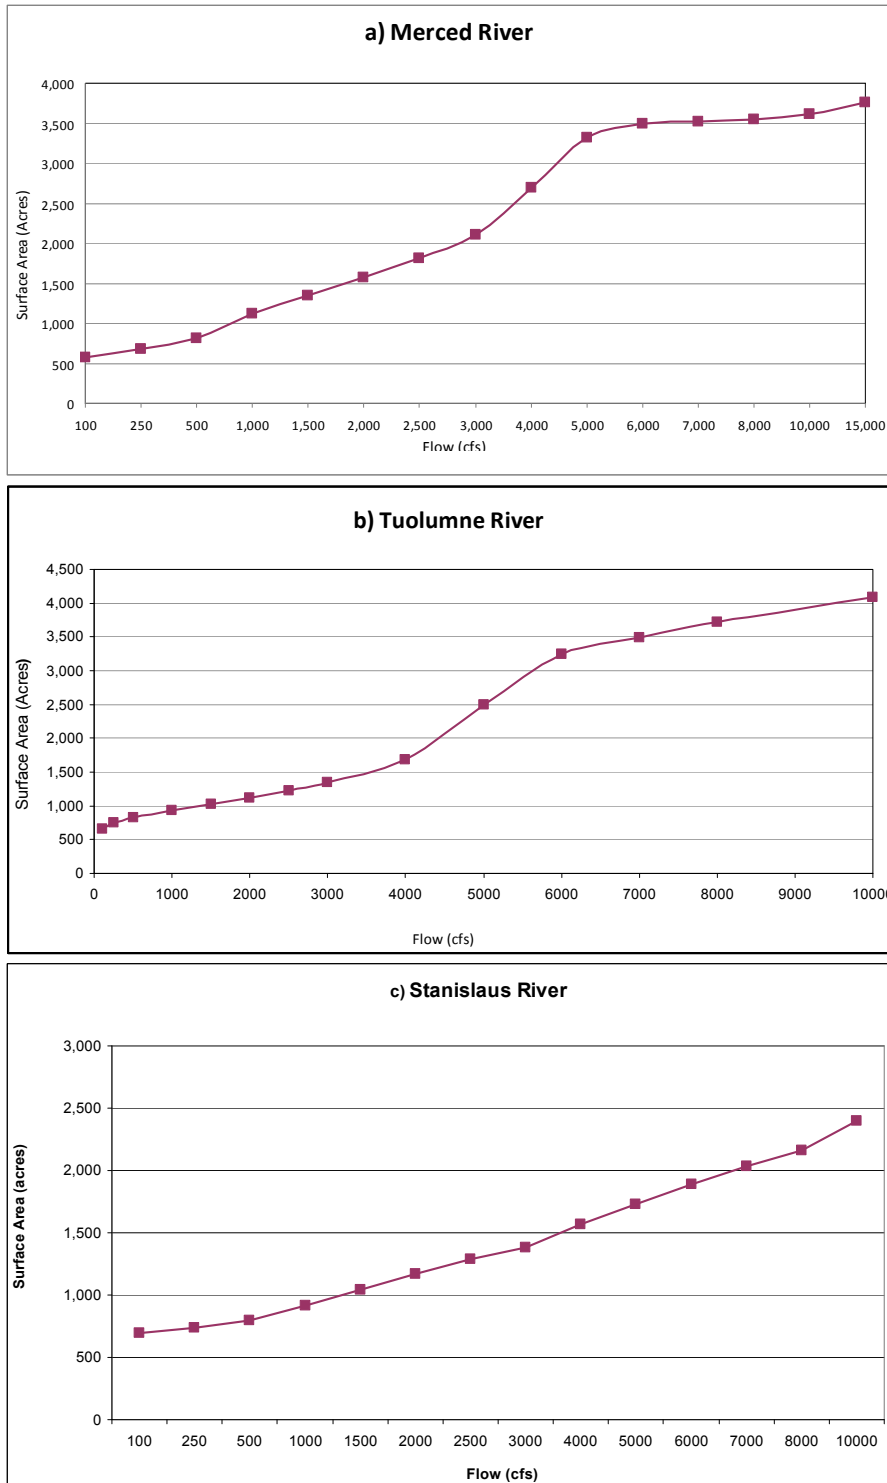 a) Merced River
4,000
3,500
3,000
2,500
2,000
1,500
1,000
500
0
Surface Area (Acres)
100 250 500 1,000 1,500 2,000 2,500 3,000 4,000 5,000 6,000 7,000 8,000 10,000 15,000
Flow (cfs)
b) Tuolumne River
4,500
4,000
3,500
3,000
2,500
2,000
1,500
1,000
500
0
Surface Area (Acres)
0 1000 2000 3000 4000 5000 6000 7000 8000 9000 10000
Flow (cfs)
c) Stanislaus River
3,000
2,500
2,000
1,500
1,000
500
0
Surface Area (acres)
100 250 500 1000 1500 2000 2500 3000 4000 5000 6000 7000 8000 10000
Flow (cfs)